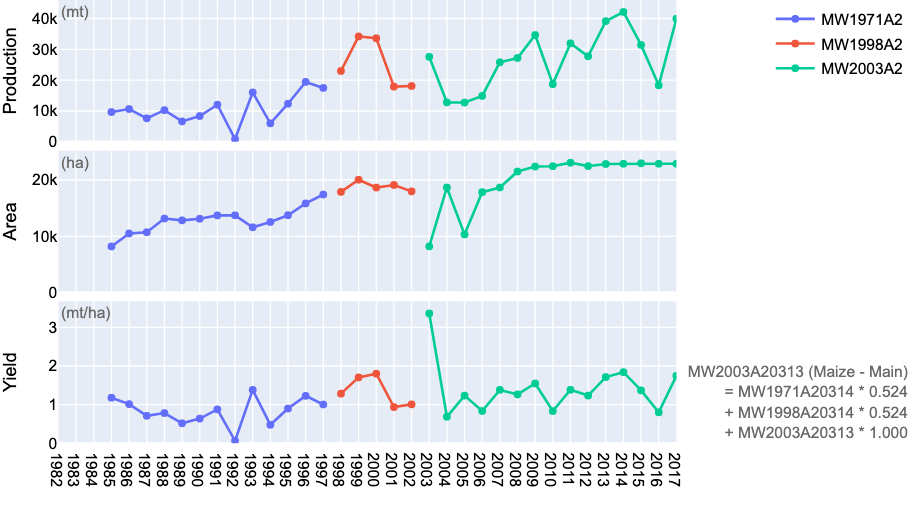 Production
(mt)
40k
30k
20k
10k
0
MW1971A2
MW1998A2
MW2003A2
Area
(ha)
20k
10k
0
Yield
(mt/ha)
3
2
1
0
MW2003A20313 (Maize - Main)
= MW1971A20314 * 0.524
+ MW1998A20314 * 0.524
+ MW2003A20313 * 1.000
1982
1983
1984
1985
1986
1987
1988
1989
1990
1991
1992
1993
1994
1995
1996
1997
1998
1999
2000
2001
2002
2003
2004
2005
2006
2007
2008
2009
2010
2011
2012
2013
2014
2015
2016
2017